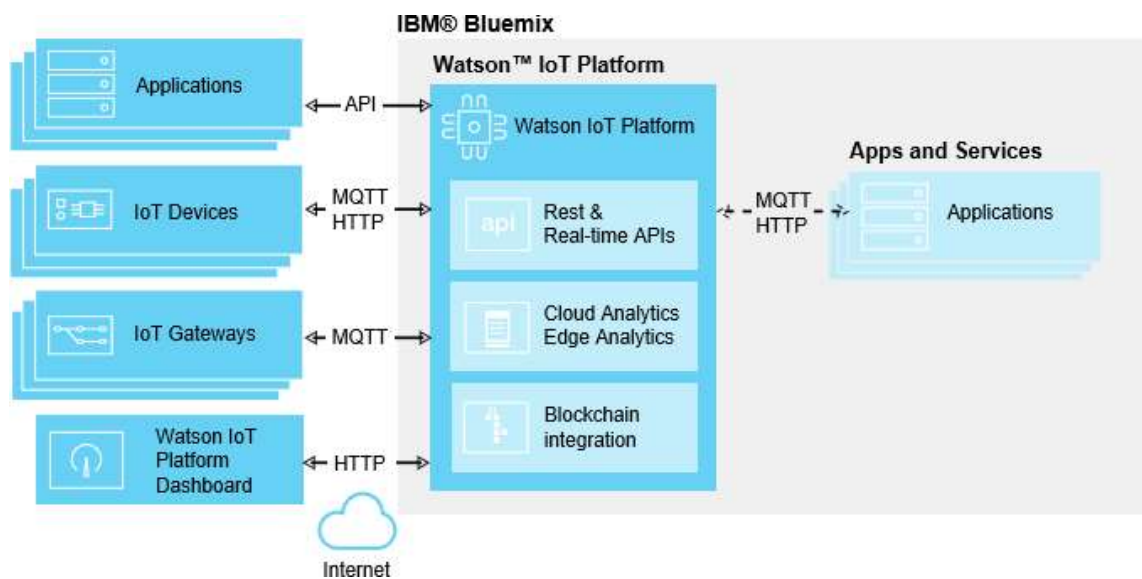 IBM® Bluemix
Watson™ IoT Platform
Applications
API
Watson IoT Platform
IoT Devices
MQTT
HTTP
api
Rest &
Real-time APIs
MQTT
HTTP
Apps and Services
Applications
IoT Gateways
MQTT
Cloud Analytics
Edge Analytics
Watson IoT
Platform
Dashboard
HTTP
Blockchain
integration
Internet